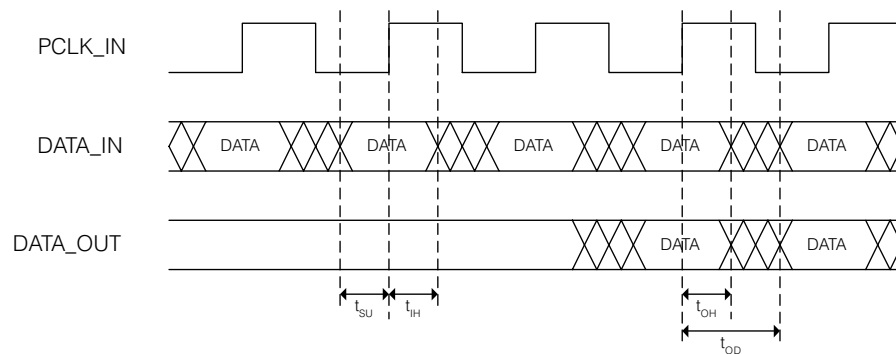 PCLK_IN
DATA_IN
DATA DATA DATA DATA DATA
DATA_OUT
DATA DATA
tSU tIH tOH
tOD